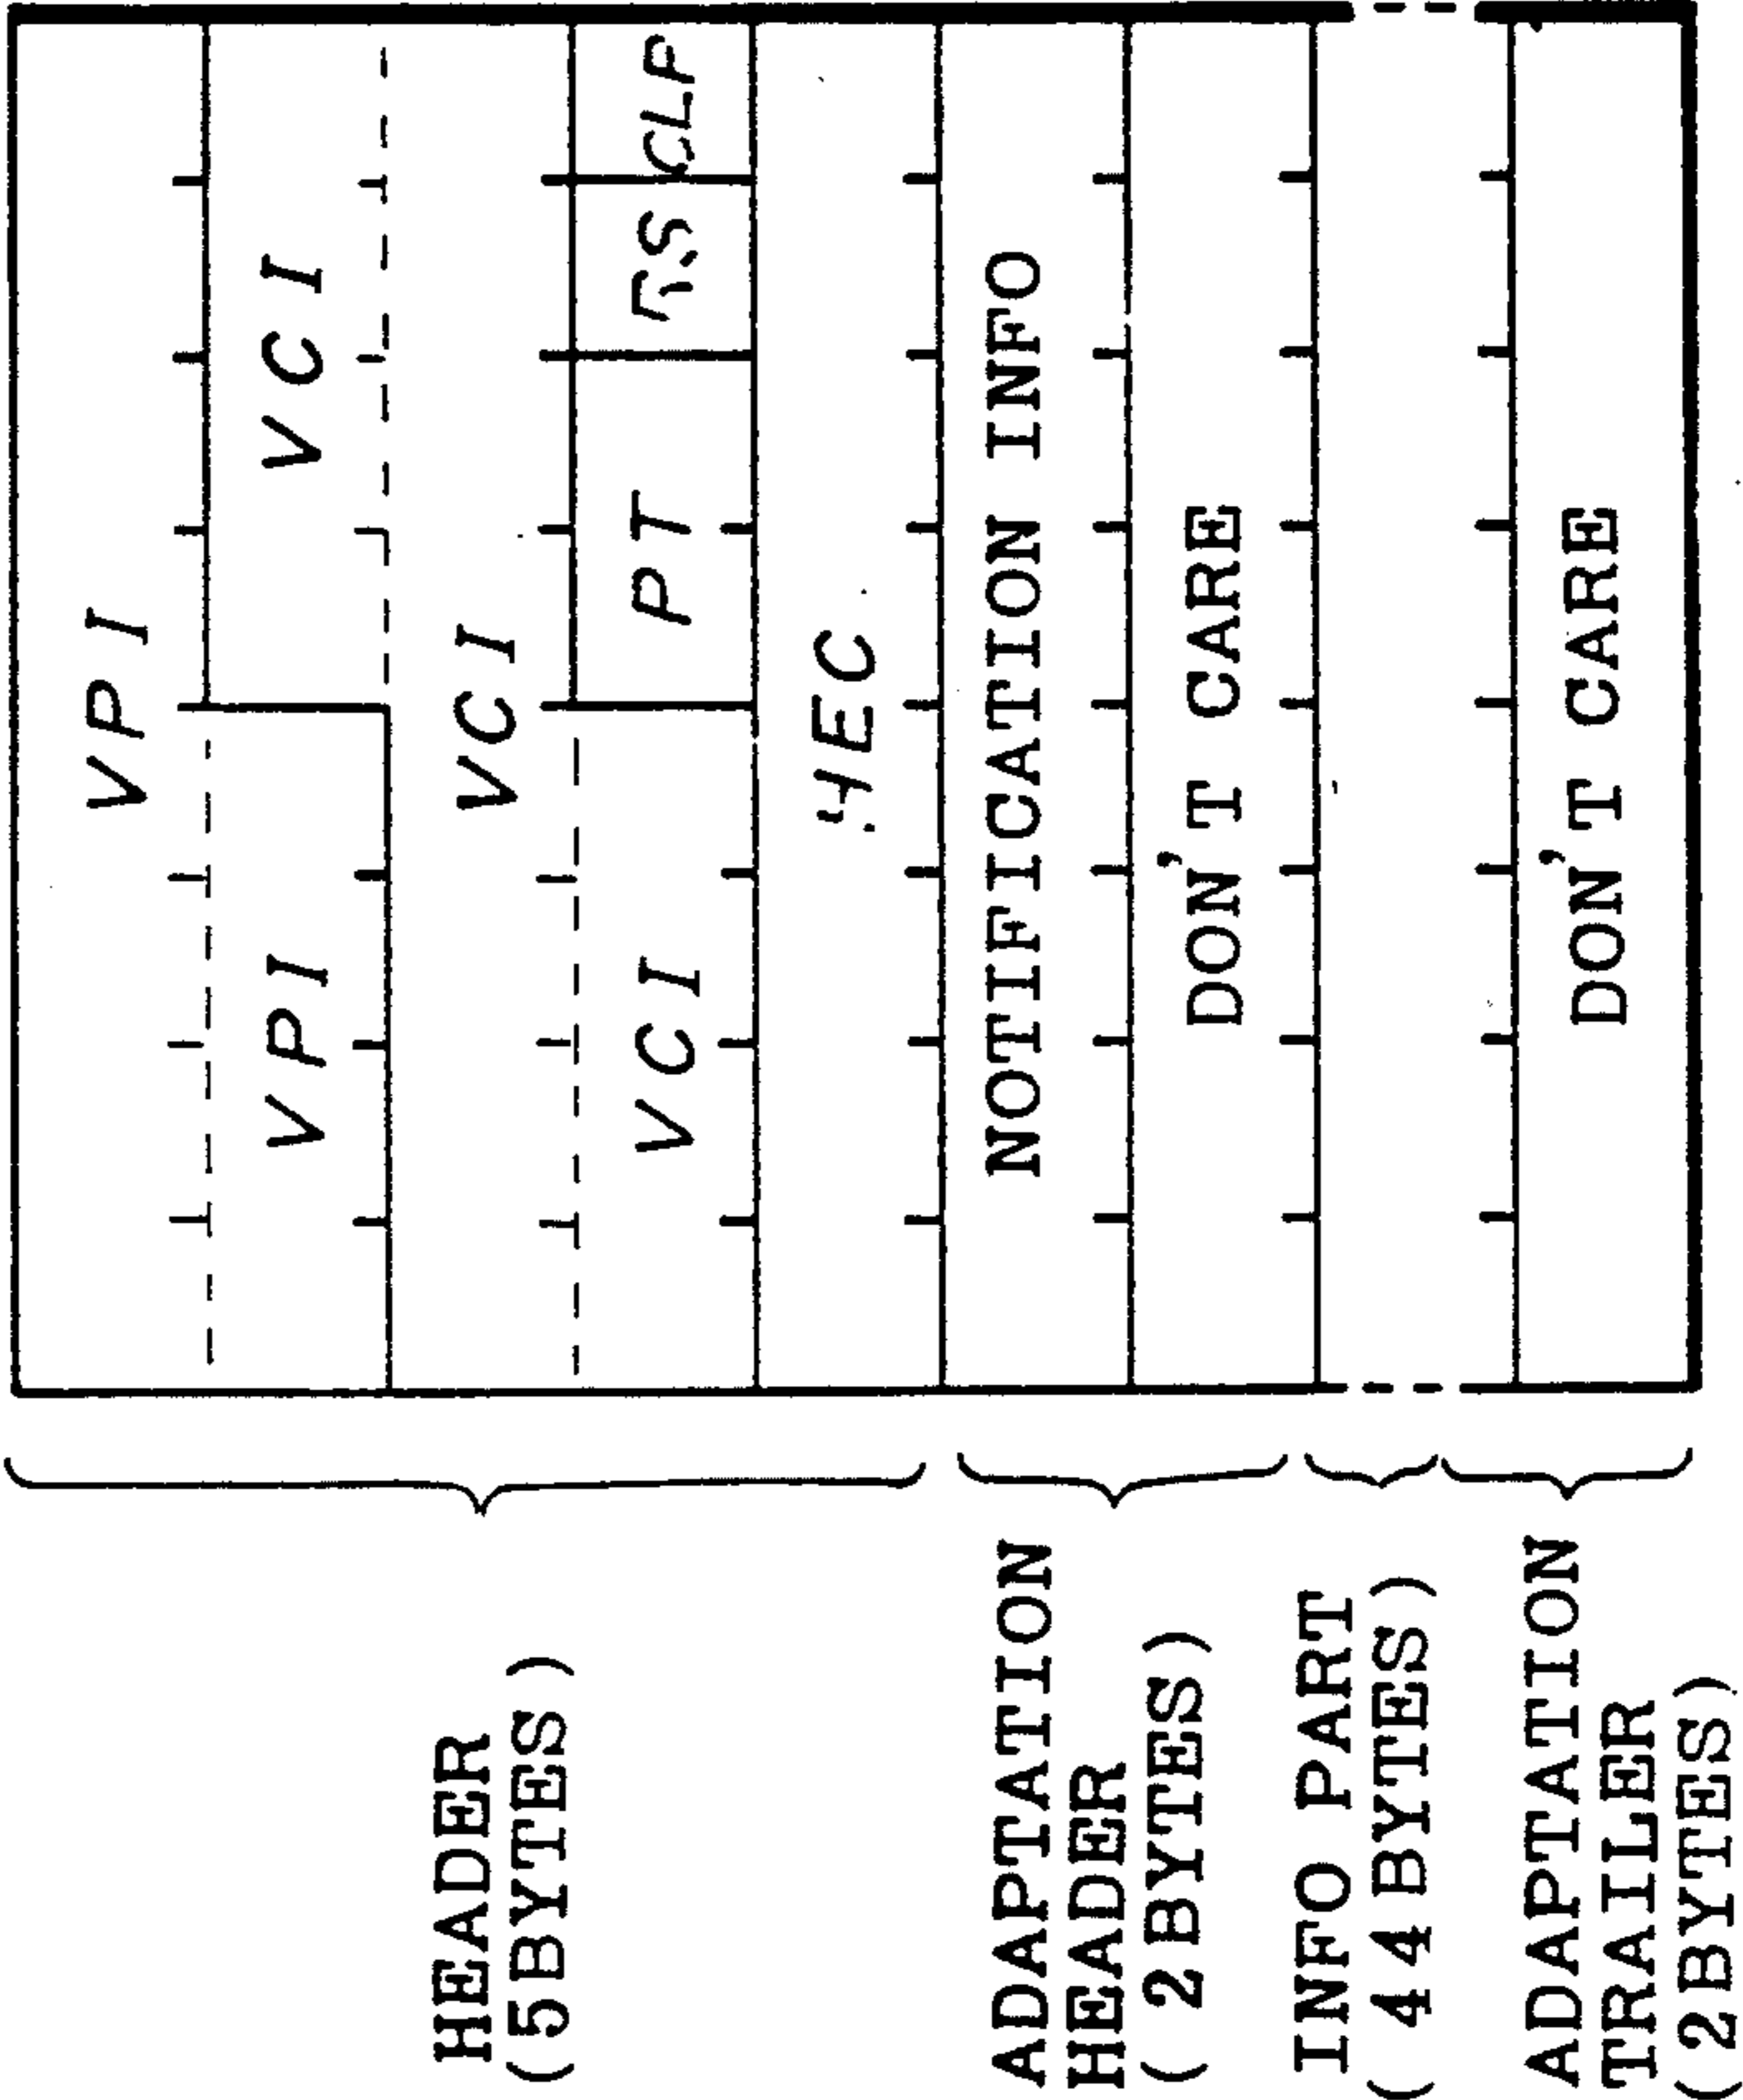 HEADER
(5BYTES)
VPI
VPI VCI
VCI
VCI PT RS CLP
HEC
ADAPTATION
HEADER
(2BYTES)
NOTIFICATION INFO
DON'T CARE
INFO PART
(44BYTES)
ADAPTATION
TRAILER
(2BYTES)
DON'T CARE